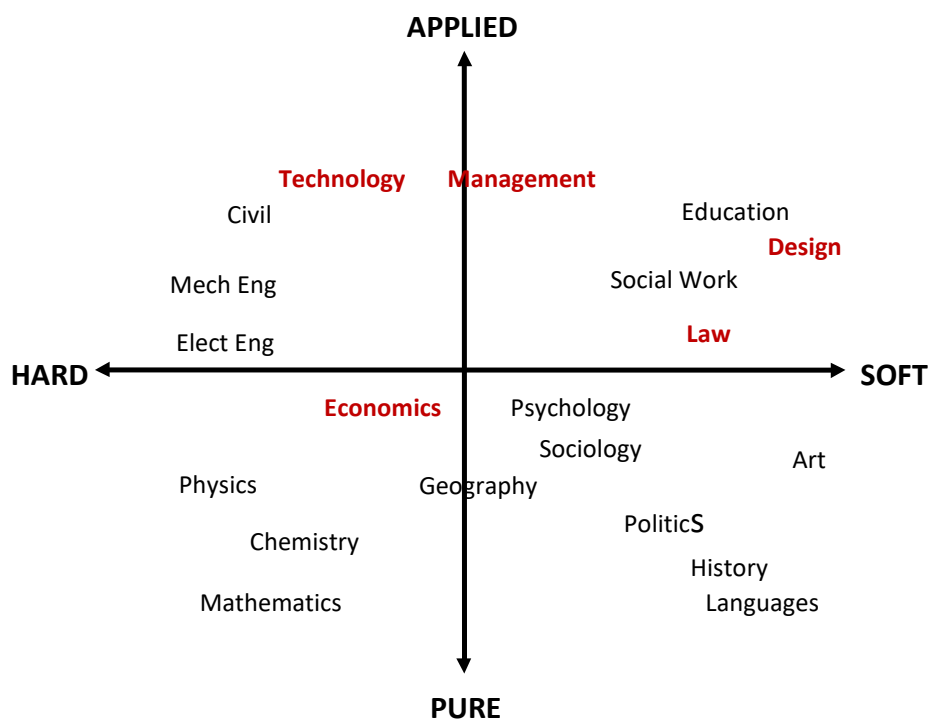 APPLIED
Technology Management
Civil Education
Design
Mech Eng Social Work
Elect Eng Law
HARD SOFT
Economics Psychology
Sociology
Art
Physics Geography
PoliticS
Chemistry
History
Mathematics Languages
PURE